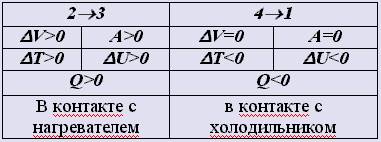 2→3 4→1
ΔV>0 A>0 ΔV=0 A=0
ΔT>0 ΔU>0 ΔT<0 ΔU<0
Q>0 Q<0
В контакте с в контакте с
нагревателем холодильником